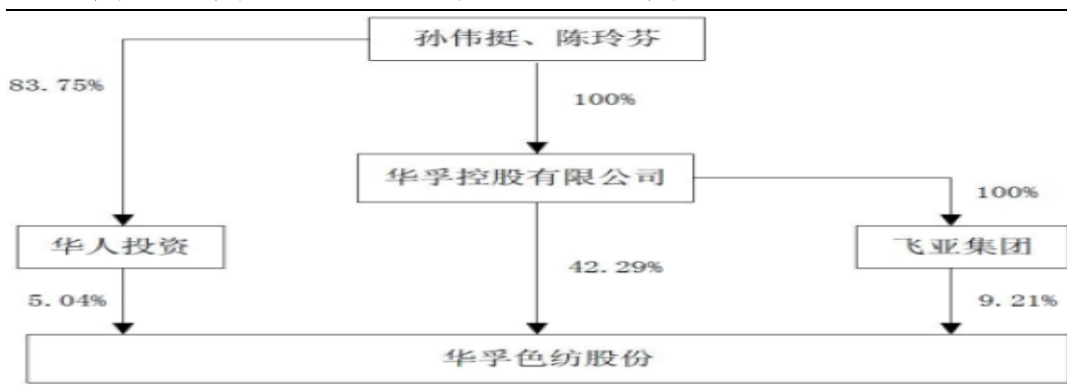 孙伟挺、陈玲芬
83.75%
100%
华孚控股有限公司
100%
华人投资
42.29%
飞亚集团
5.04%
9.21%
华孚色纺股份